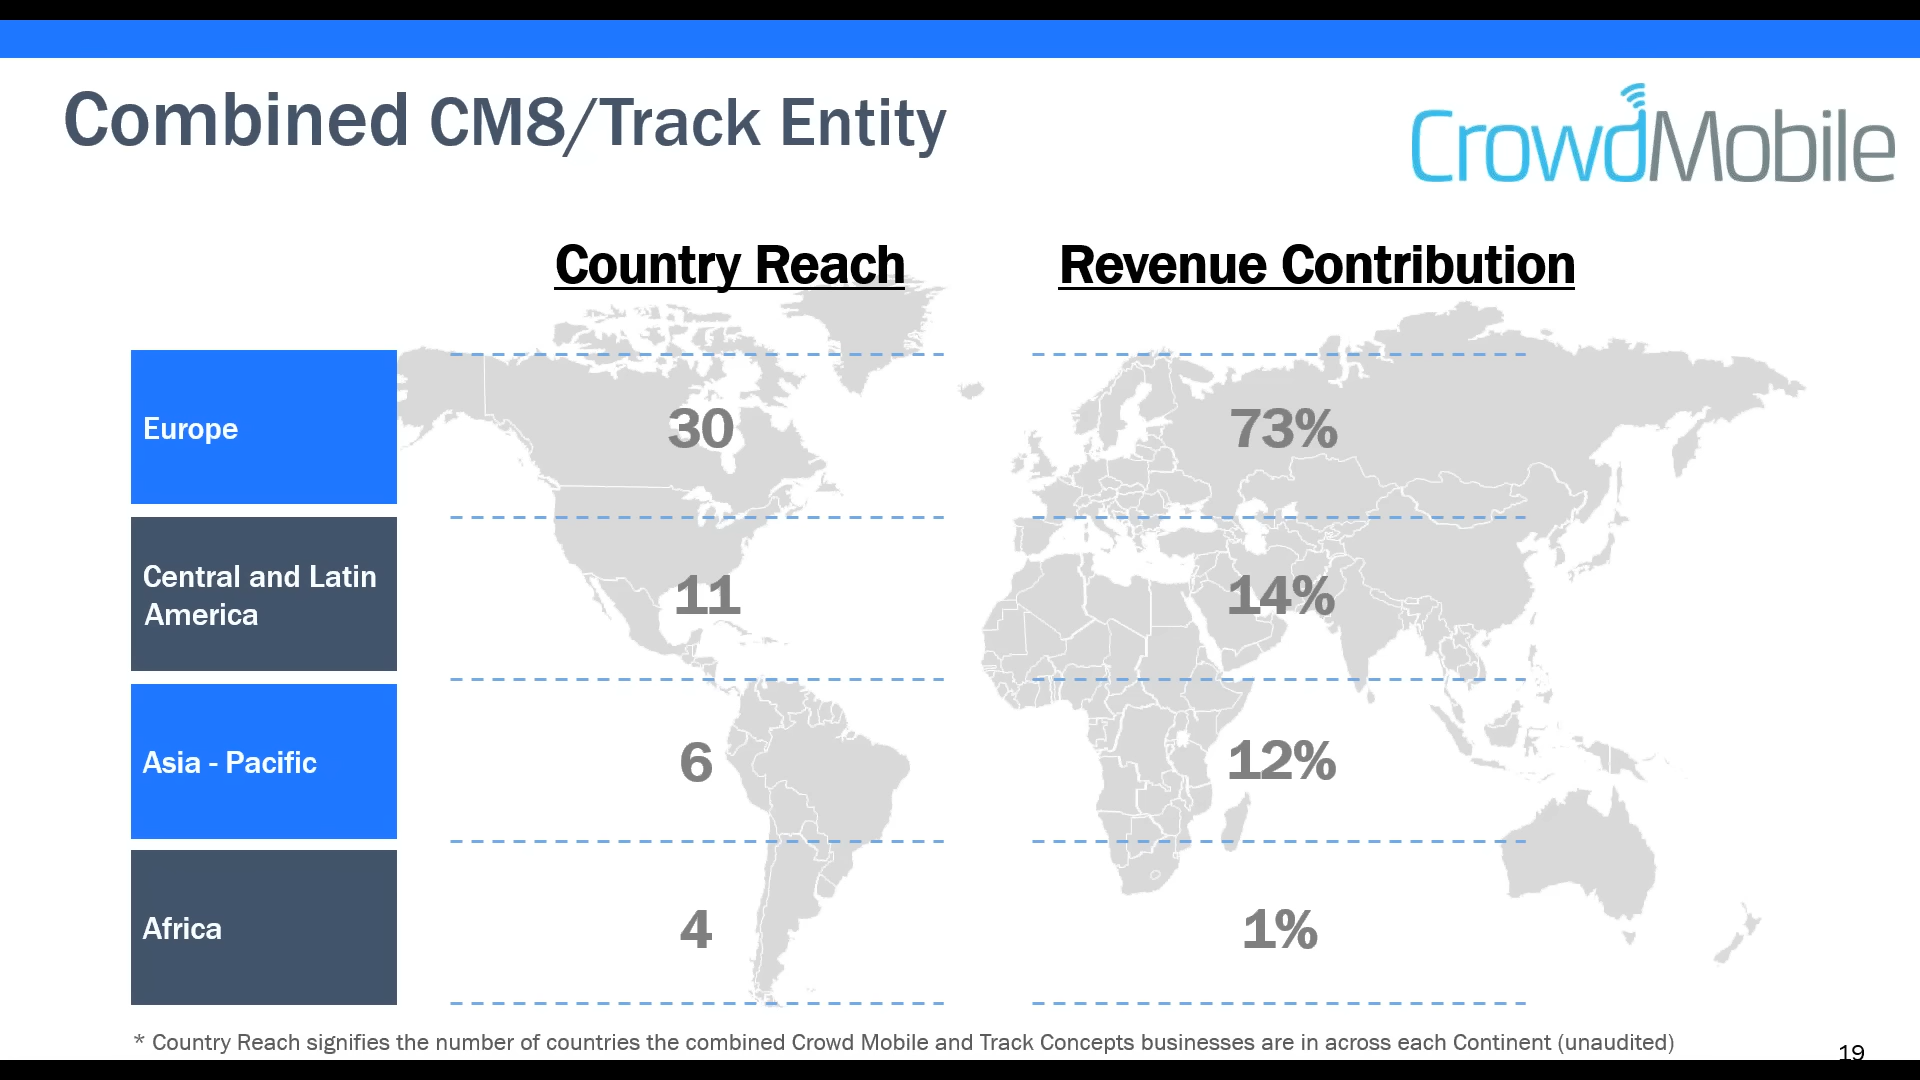 Combined CM8/Track Entity
CrowdMobile
Country Reach
Revenue Contribution
Europe
30
73%
Central and Latin
America
11
14%
Asia - Pacific
6
12%
Africa
4
1%
* Country Reach signifies the number of countries the combined Crowd Mobile and Track Concepts businesses are in across each Continent (unaudited)
19